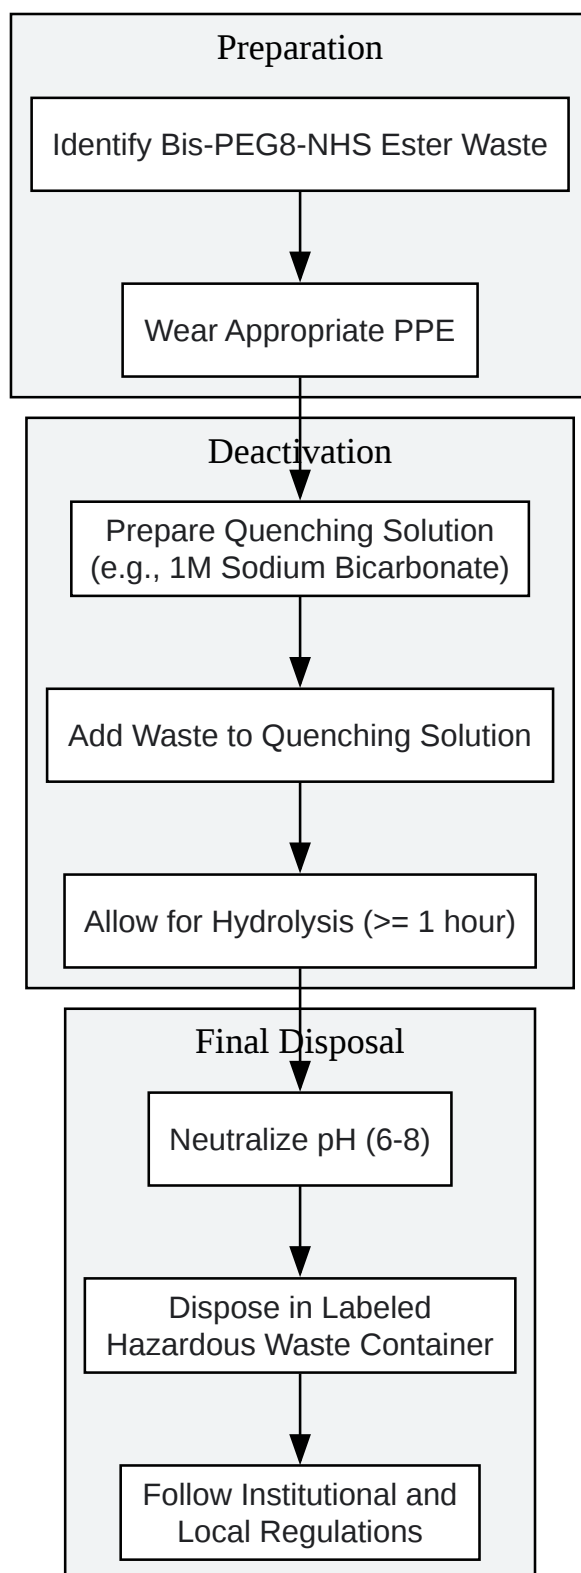 Preparation
Identify Bis-PEG8-NHS Ester Waste
Wear Appropriate PPE
Deactivation
Prepare Quenching Solution
(e.g., 1M Sodium Bicarbonate)
Add Waste to Quenching Solution
Allow for Hydrolysis (>= 1 hour)
Final Disposal
Neutralize pH (6-8)
Dispose in Labeled
Hazardous Waste Container
Follow Institutional and
Local Regulations